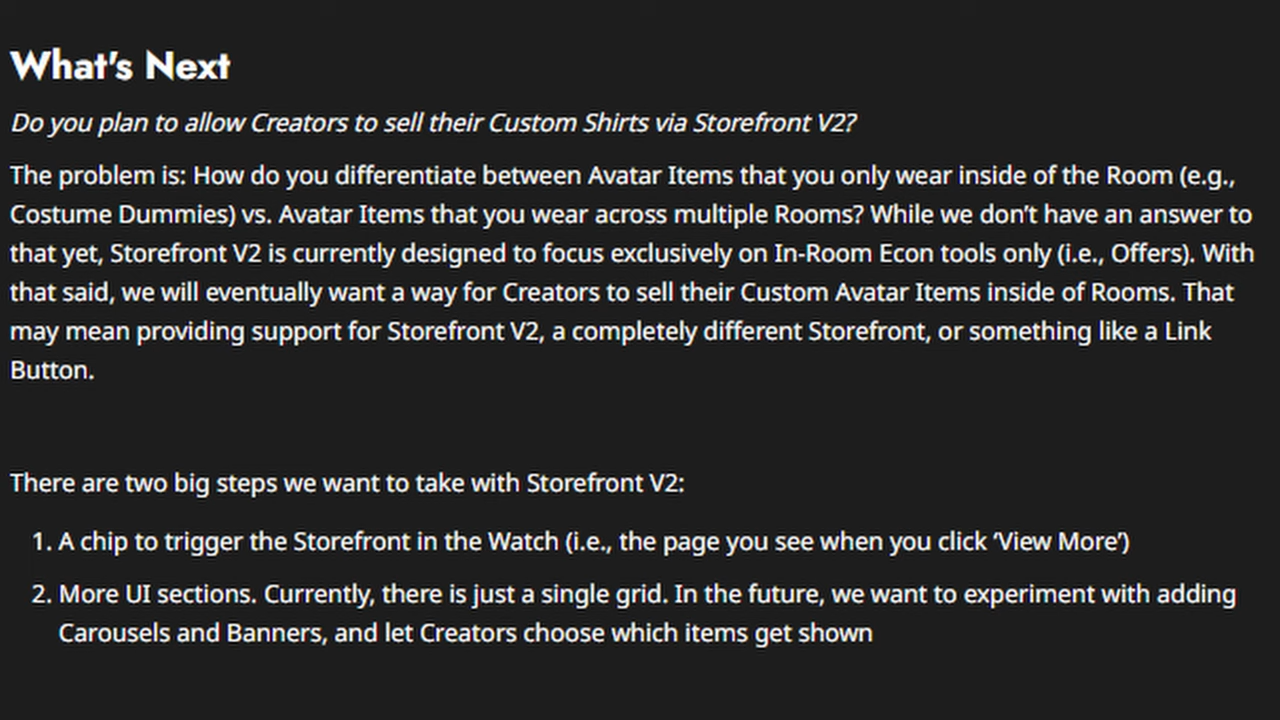 What's Next
Do you plan to allow Creators to sell their Custom Shirts via Storefront V2?
The problem is: How do you differentiate between Avatar Items that you only wear inside of the Room (e.g.,
Costume Dummies) vs. Avatar Items that you wear across multiple Rooms? While we don’t have an answer to
that yet, Storefront V2 is currently designed to focus exclusively on In-Room Econ tools only (i.e., Offers). With
that said, we will eventually want a way for Creators to sell their Custom Avatar Items inside of Rooms. That
may mean providing support for Storefront V2, a completely different Storefront, or something like a Link
Button.
There are two big steps we want to take with Storefront V2:
1. A chip to trigger the Storefront in the Watch (i.e., the page you see when you click ‘View More’)
2. More UI sections. Currently, there is just a single grid. In the future, we want to experiment with adding
Carousels and Banners, and let Creators choose which items get shown